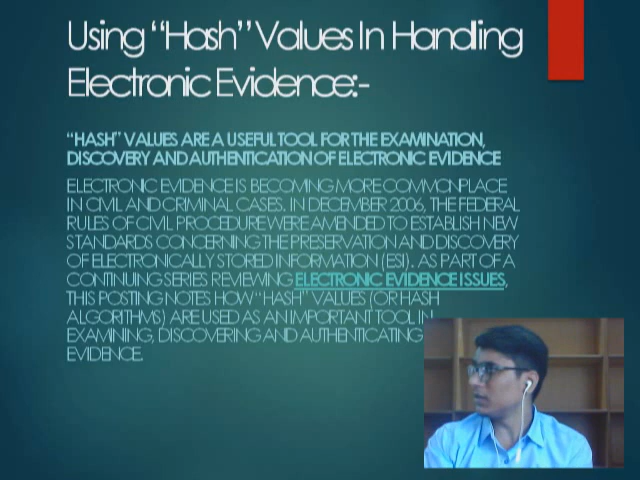 Using “Hash” Values In Handling
Electronic Evidence:-
“HASH” VALUES ARE A USEFUL TOOL FOR THE EXAMINATION,
DISCOVERY AND AUTHENTICATION OF ELECTRONIC EVIDENCE
ELECTRONIC EVIDENCE IS BECOMING MORE COMMONPLACE
IN CIVIL AND CRIMINAL CASES. IN DECEMBER 2006, THE FEDERAL
RULES OF CIVIL PROCEDURE WERE AMENDED TO ESTABLISH NEW
STANDARDS CONCERNING THE PRESERVATION AND DISCOVERY
OF ELECTRONICALLY STORED INFORMATION (ESI). AS PART OF A
CONTINUING SERIES REVIEWING ELECTRONIC EVIDENCE ISSUES,
THIS POSTING NOTES HOW “HASH” VALUES (OR HASH
ALGORITHMS) ARE USED AS AN IMPORTANT TOOL IN
EXAMINING, DISCOVERING AND AUTHENTICATING
EVIDENCE.